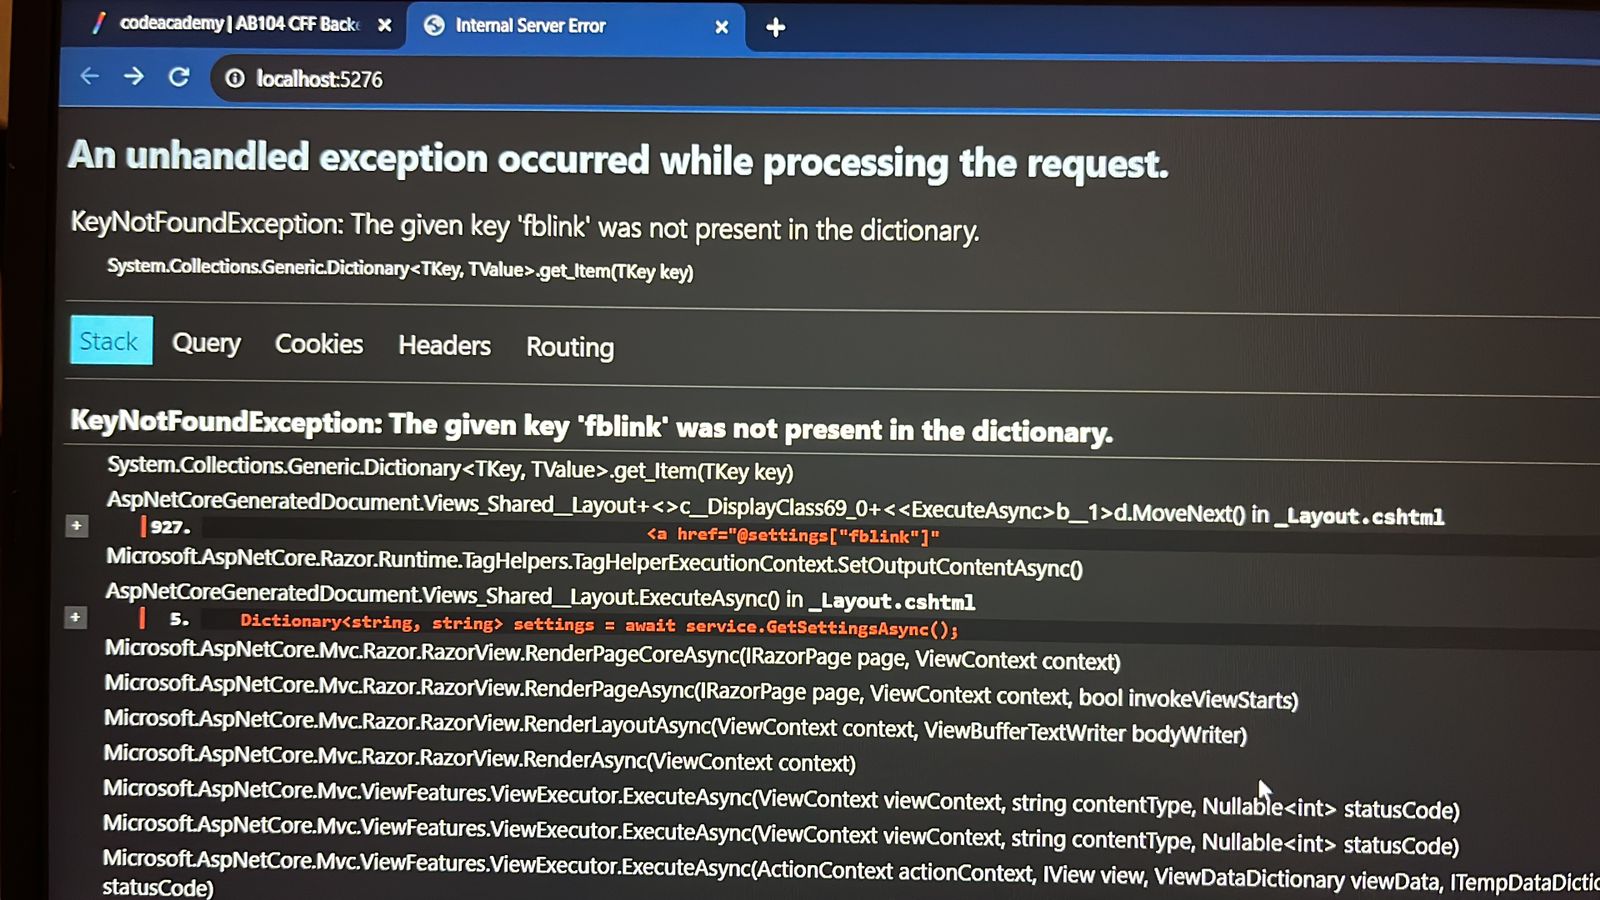 codeacademy | AB104 CFF Backe
Internal Server Error
localhost:5276
An unhandled exception occurred while processing the request.
KeyNotFoundException: The given key 'fblink' was not present in the dictionary.
System.Collections.Generic.Dictionary<TKey, TValue>.get_Item(TKey key)
Stack Query Cookies Headers Routing
KeyNotFoundException: The given key 'fblink' was not present in the dictionary.
System.Collections.Generic.Dictionary<TKey, TValue>.get_Item(TKey key)
AspNetCoreGeneratedDocument.Views_Shared__Layout+<>c__DisplayClass69_0+<<ExecuteAsync>b__1>d.MoveNext() in _Layout.cshtml
+ 927. <a href="@settings["fblink"]"
Microsoft.AspNetCore.Razor.Runtime.TagHelpers.TagHelperExecutionContext.SetOutputContentAsync()
AspNetCoreGeneratedDocument.Views_Shared__Layout.ExecuteAsync() in _Layout.cshtml
+ 5. Dictionary<string, string> settings = await service.GetSettingsAsync();
Microsoft.AspNetCore.Mvc.Razor.RazorView.RenderPageCoreAsync(IRazorPage page, ViewContext context)
Microsoft.AspNetCore.Mvc.Razor.RazorView.RenderPageAsync(IRazorPage page, ViewContext context, bool invokeViewStarts)
Microsoft.AspNetCore.Mvc.Razor.RazorView.RenderLayoutAsync(ViewContext context, ViewBufferTextWriter bodyWriter)
Microsoft.AspNetCore.Mvc.Razor.RazorView.RenderAsync(ViewContext context)
Microsoft.AspNetCore.Mvc.ViewFeatures.ViewExecutor.ExecuteAsync(ViewContext viewContext, string contentType, Nullable<int> statusCode)
Microsoft.AspNetCore.Mvc.ViewFeatures.ViewExecutor.ExecuteAsync(ViewContext viewContext, string contentType, Nullable<int> statusCode)
Microsoft.AspNetCore.Mvc.ViewFeatures.ViewExecutor.ExecuteAsync(ActionContext actionContext, IView view, ViewDataDictionary viewData, ITempDataDictio
statusCode)